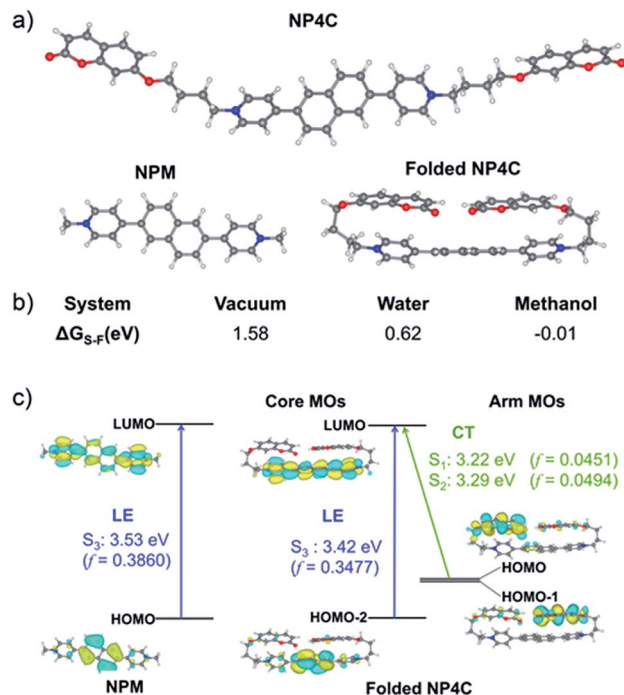 a)
NP4C
NPM
Folded NP4C
b) System Vacuum Water Methanol
ΔG_S-F(eV) 1.58 0.62 -0.01
c) Core MOs Arm MOs
LUMO LUMO
CT
S₁: 3.22 eV (f = 0.0451)
S₂: 3.29 eV (f = 0.0494)
LE LE
S₃ : 3.53 eV S₃ : 3.42 eV
(f = 0.3860) (f = 0.3477)
HOMO
HOMO-1
HOMO HOMO-2
NPM Folded NP4C